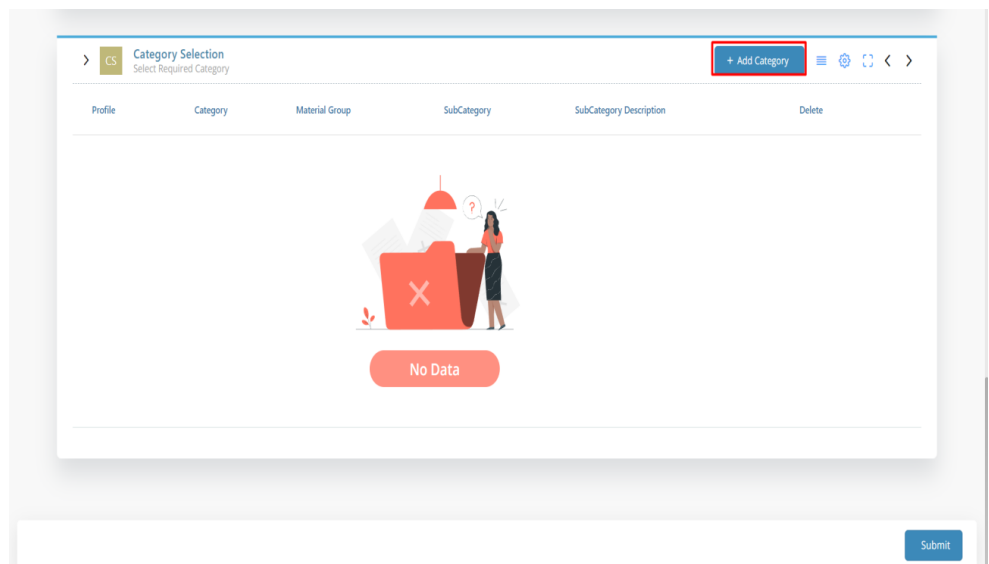 CS
Category Selection
Select Required Category
+ Add Category
Profile Category Material Group SubCategory SubCategory Description Delete
?
No Data
Submit